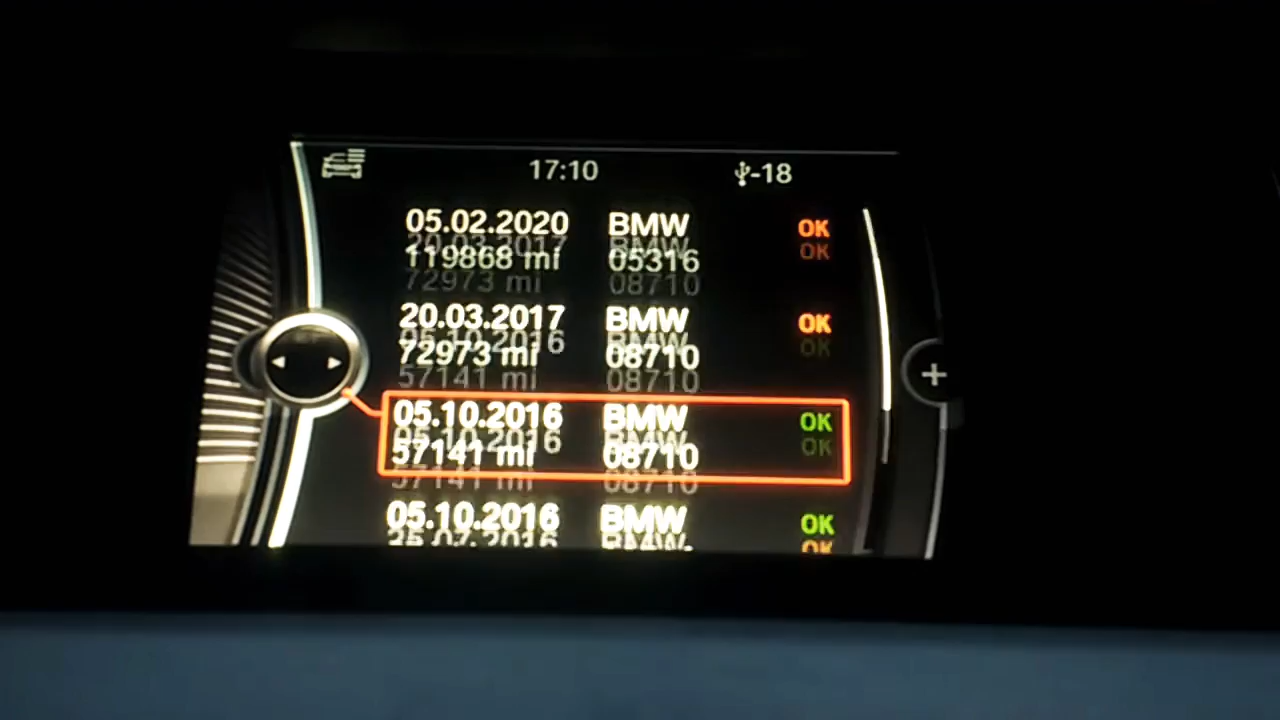 17:10 -18
05.02.2020 BMW OK
119868 mi 05316
20.03.2017 BMW OK
72973 mi 08710
05.10.2016 BMW OK
57141 mi 08710
05.10.2016 BMW OK